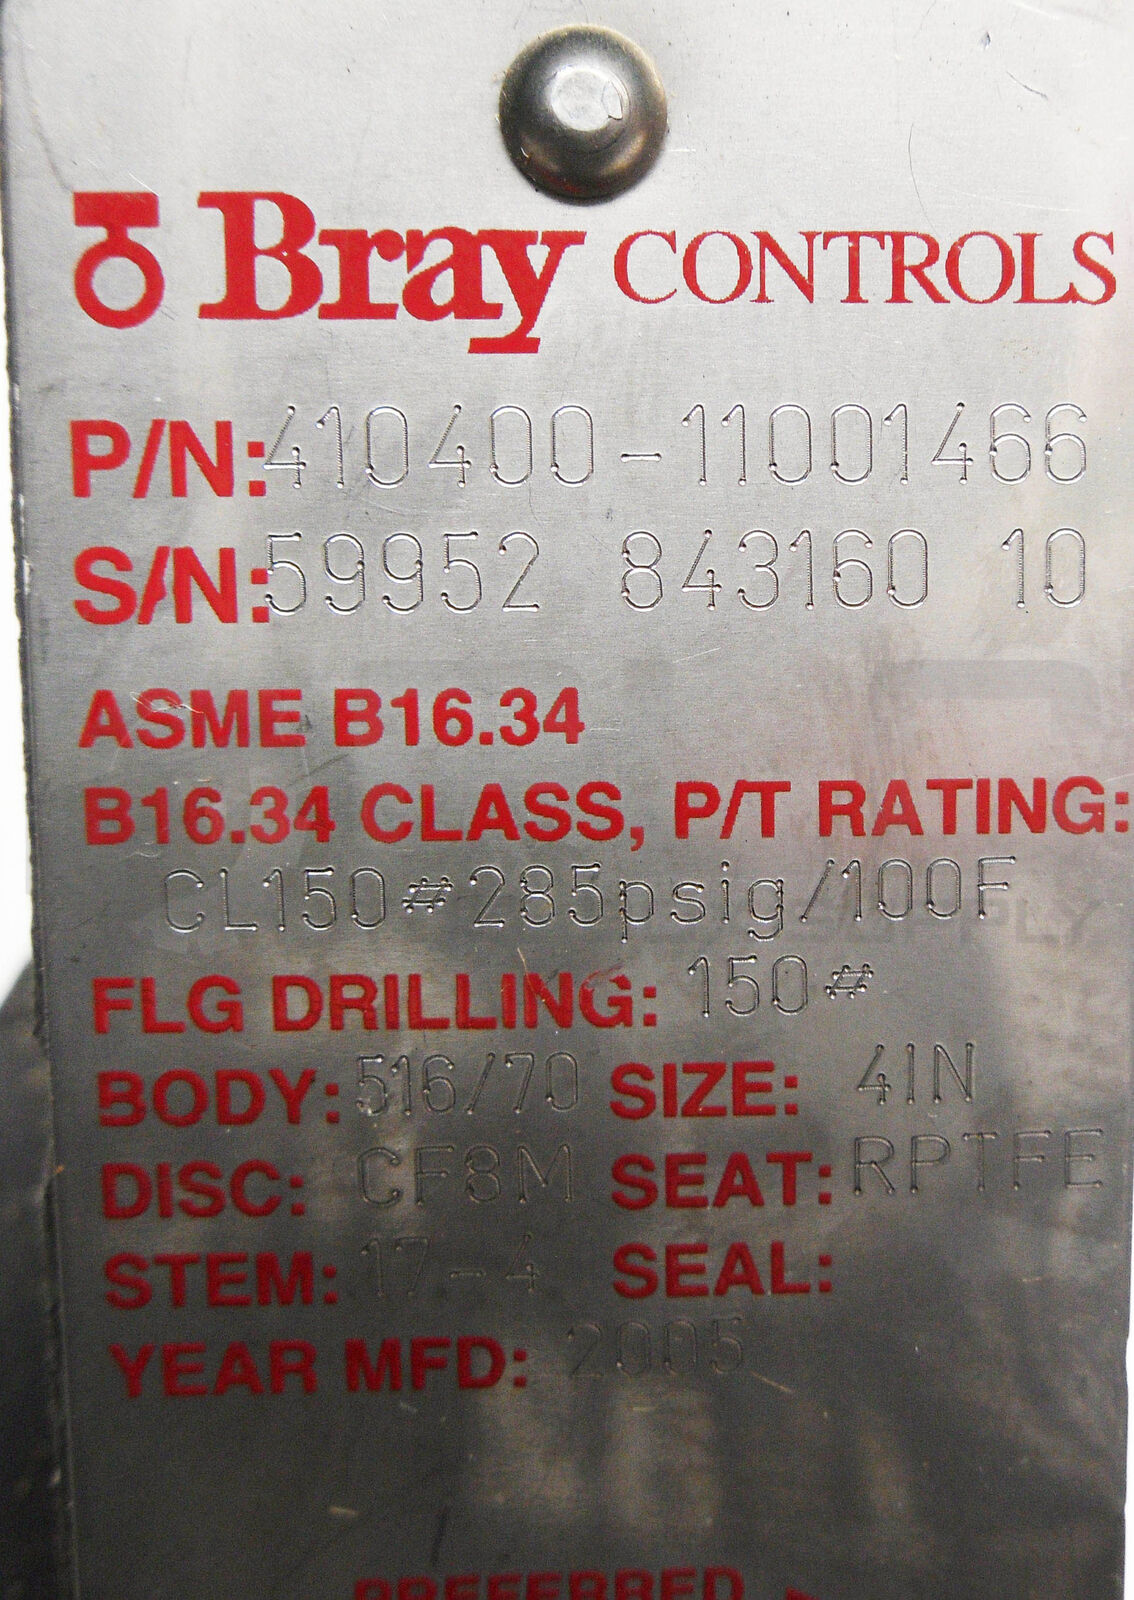 Bray CONTROLS
P/N: 410400-11001466
S/N: 59952 843160 10
ASME B16.34
B16.34 CLASS, P/T RATING:
CL150# 285psig/100F
FLG DRILLING: 150#
BODY: 516/70 SIZE: 4IN
DISC: CF8M SEAT: RPTFE
STEM: 17-4 SEAL:
YEAR MFD: 2005
PREFERRED